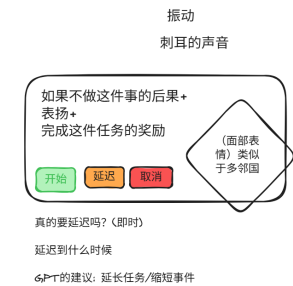 振动
刺耳的声音
如果不做这件事的后果+
表扬+
完成这件任务的奖励
（面部表
情）类似
于多邻国
开始
延迟
取消
真的要延迟吗？(即时)
延迟到什么时候
GPT的建议：延长任务/缩短事件